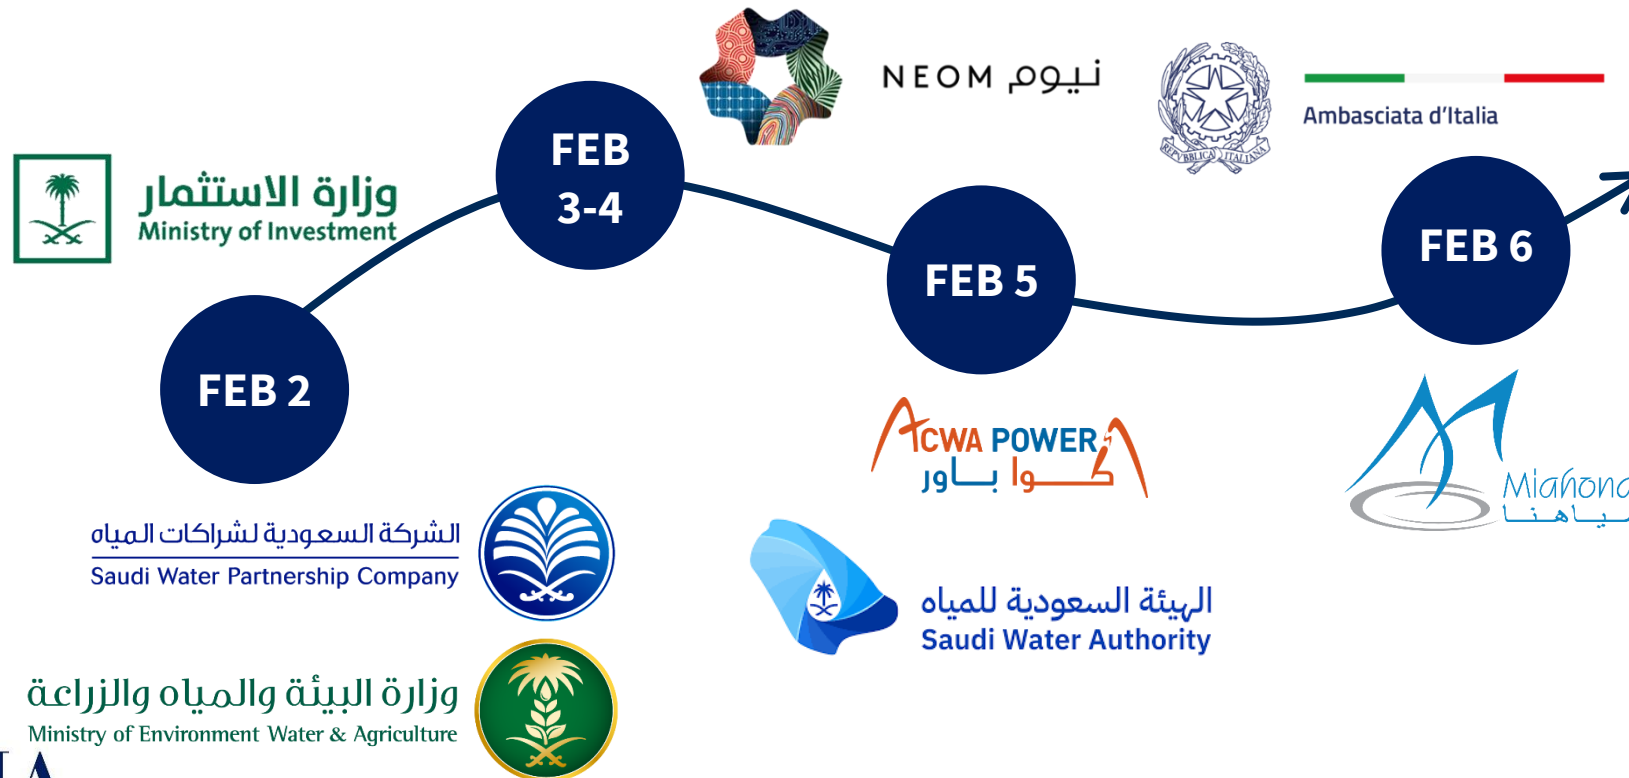 NEOM نيوم
REPVBBLICA ITALIANA
Ambasciata d'Italia
وزارة الاستثمار
Ministry of Investment
FEB
3-4
FEB 5
FEB 6
FEB 2
ACWA POWER
أكوا باور
Miahona
مياهنا
الشركة السعودية لشراكات المياه
Saudi Water Partnership Company
الهيئة السعودية للمياه
Saudi Water Authority
وزارة البيئة والمياه والزراعة
Ministry of Environment Water & Agriculture